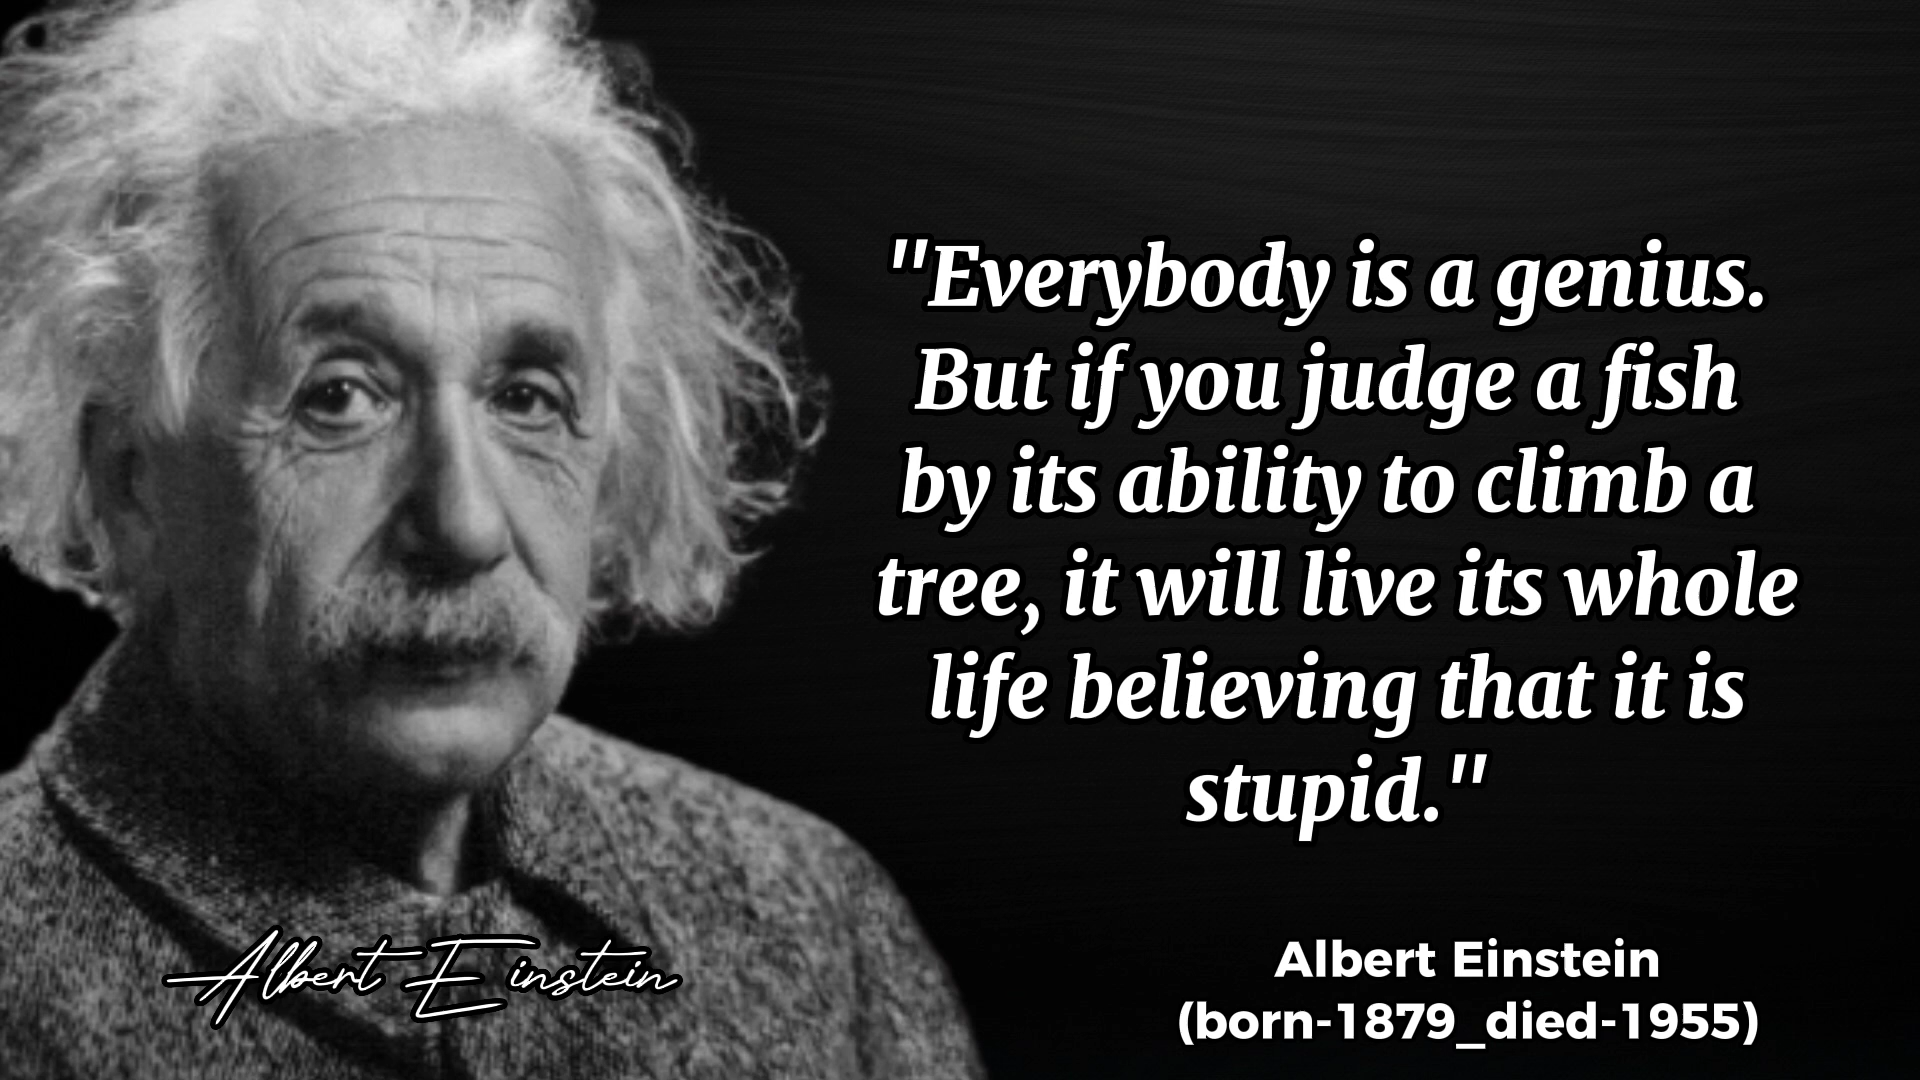 "Everybody is a genius.
But if you judge a fish
by its ability to climb a
tree, it will live its whole
life believing that it is
stupid."
Albert Einstein
Albert Einstein
(born-1879_died-1955)